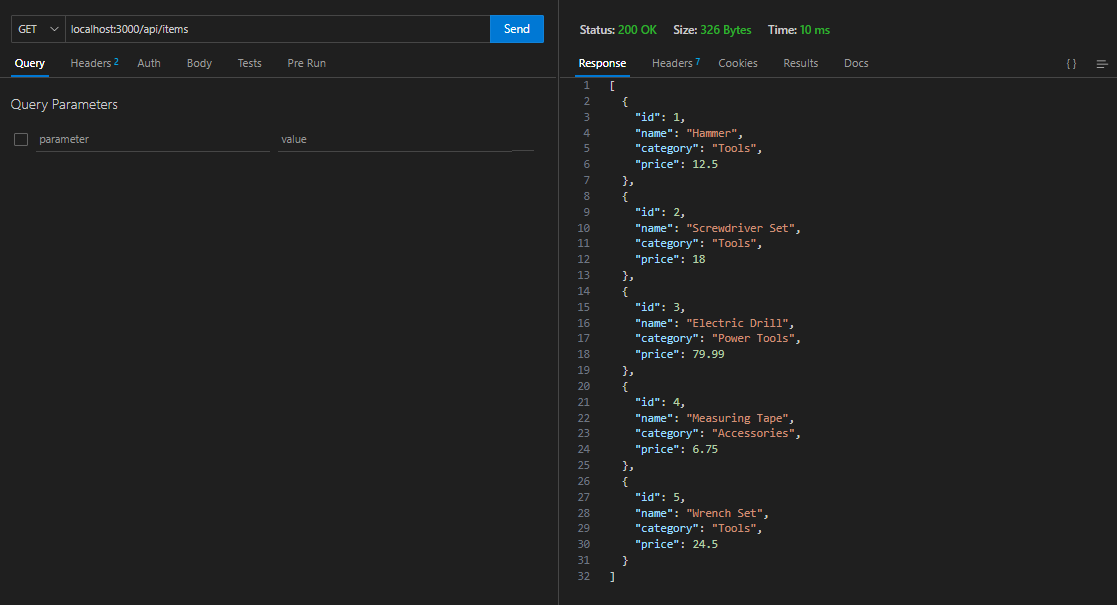 GET localhost:3000/api/items Send
Query Headers 2 Auth Body Tests Pre Run
Query Parameters
parameter value
Status: 200 OK Size: 326 Bytes Time: 10 ms
Response Headers 7 Cookies Results Docs { }
1 [
2 {
3 "id": 1,
4 "name": "Hammer",
5 "category": "Tools",
6 "price": 12.5
7 },
8 {
9 "id": 2,
10 "name": "Screwdriver Set",
11 "category": "Tools",
12 "price": 18
13 },
14 {
15 "id": 3,
16 "name": "Electric Drill",
17 "category": "Power Tools",
18 "price": 79.99
19 },
20 {
21 "id": 4,
22 "name": "Measuring Tape",
23 "category": "Accessories",
24 "price": 6.75
25 },
26 {
27 "id": 5,
28 "name": "Wrench Set",
29 "category": "Tools",
30 "price": 24.5
31 }
32 ]